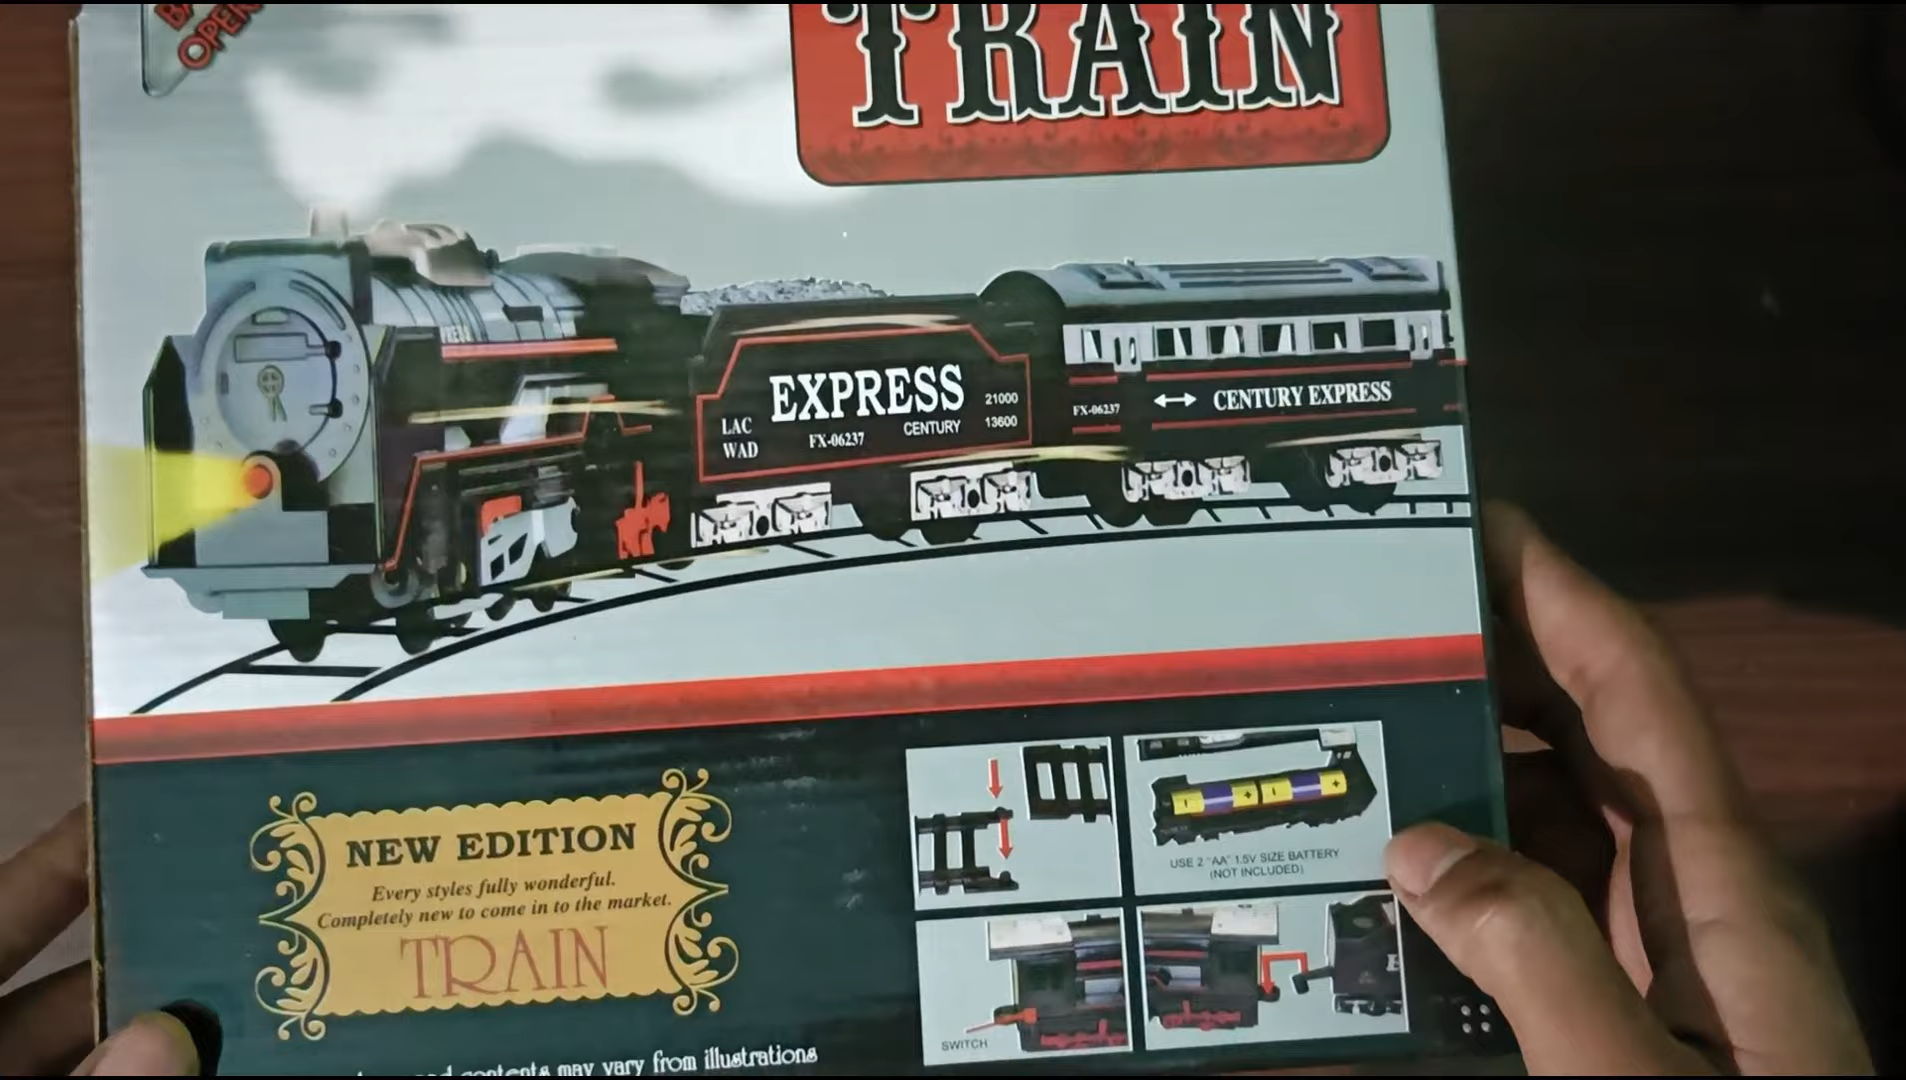 TRAIN
EXPRESS
LAC
WAD
FX-06237
CENTURY
21000
13600
FX-06237
CENTURY EXPRESS
NEW EDITION
Every styles fully wonderful.
Completely new to come in to the market.
TRAIN
USE 2 "AA" 1.5V SIZE BATTERY
(NOT INCLUDED)
SWITCH
contents may vary from illustrations